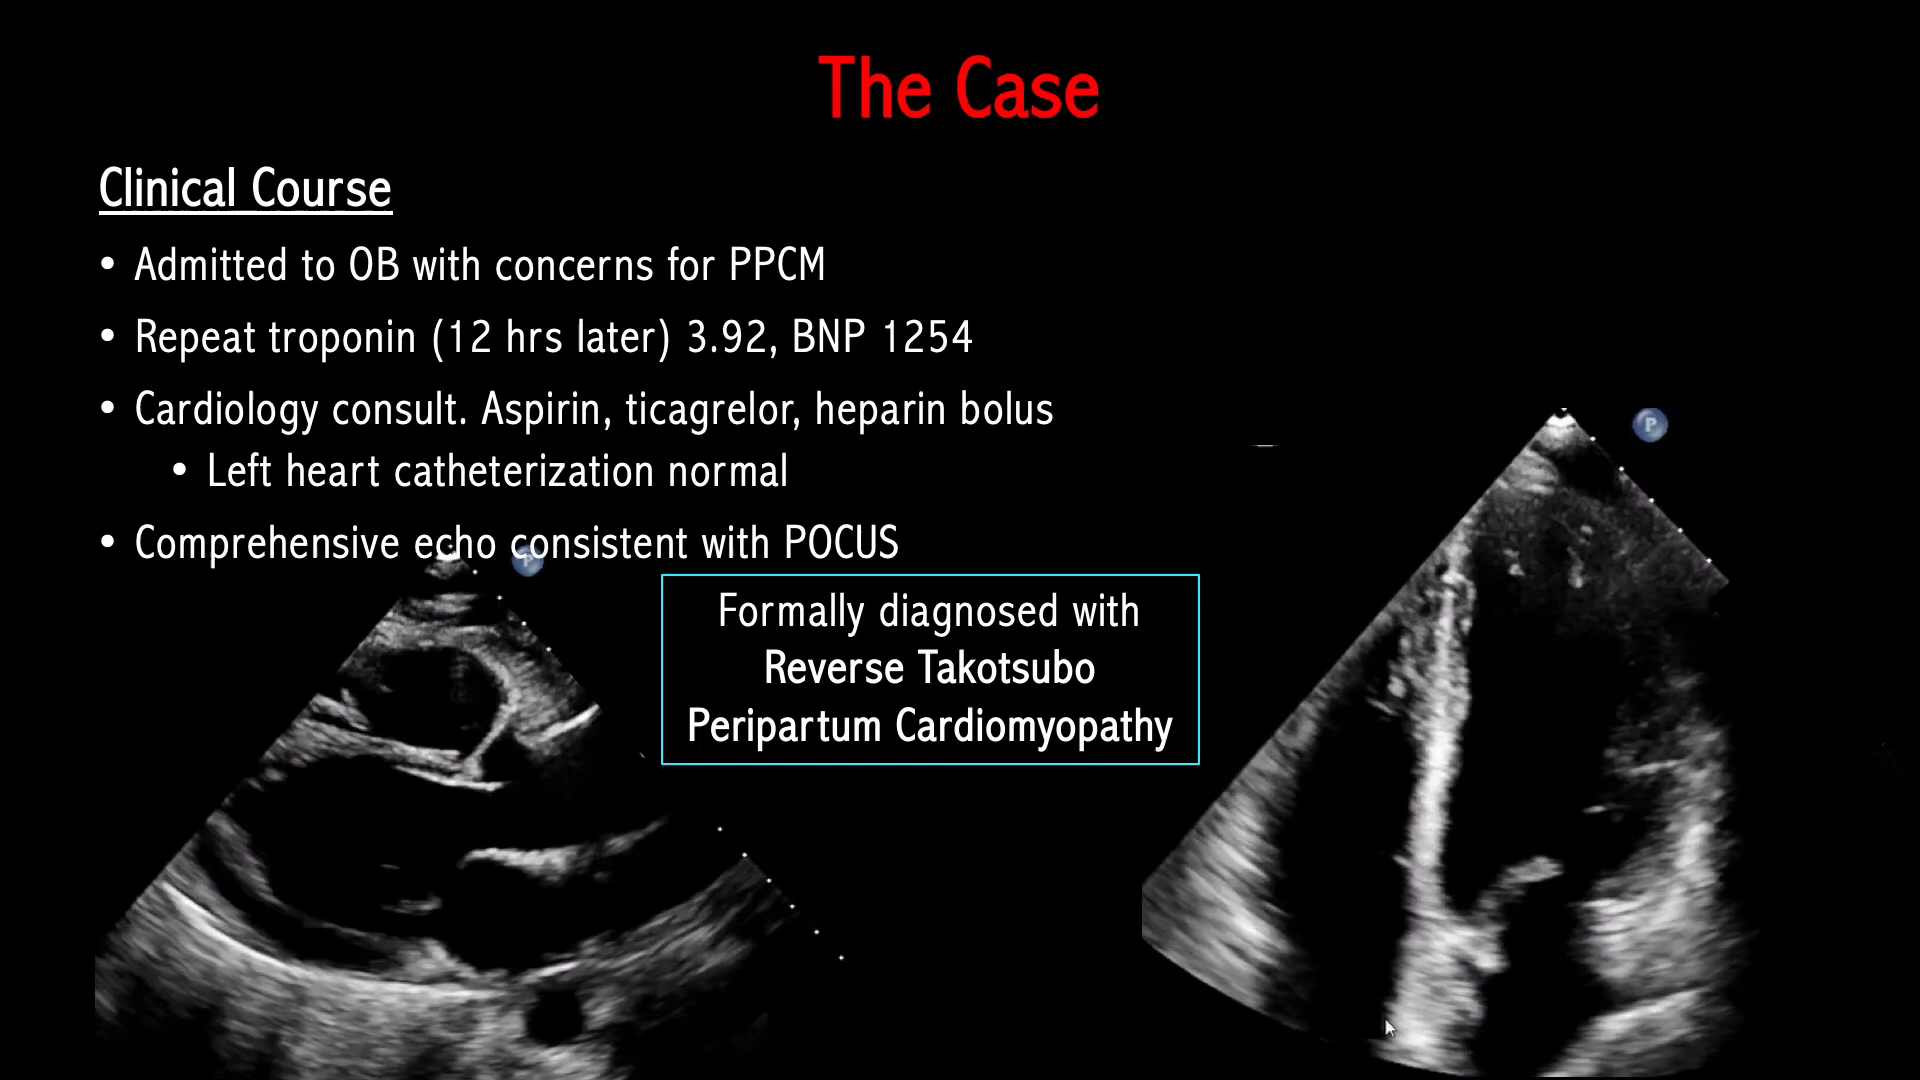 The Case
Clinical Course
• Admitted to OB with concerns for PPCM
• Repeat troponin (12 hrs later) 3.92, BNP 1254
• Cardiology consult. Aspirin, ticagrelor, heparin bolus
• Left heart catheterization normal
• Comprehensive echo consistent with POCUS
P
P
Formally diagnosed with
Reverse Takotsubo
Peripartum Cardiomyopathy